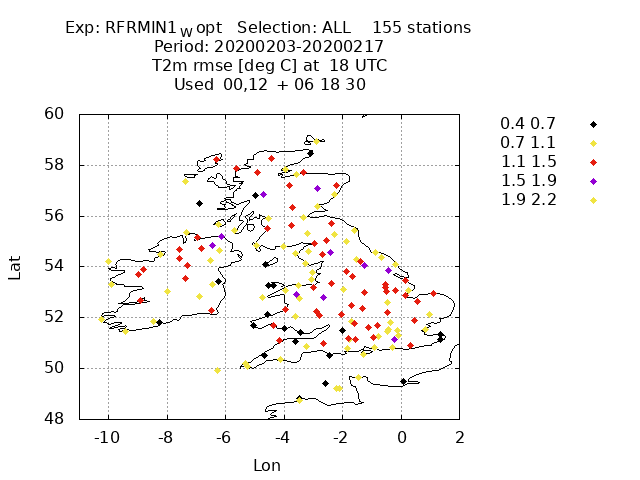 Exp: RFRMIN1_W opt   Selection: ALL    155 stations
Period: 20200203-20200217
T2m rmse [deg C] at  18 UTC
Used  00,12  + 06 18 30
60
58
56
54
52
50
48
Lat
-10 -8 -6 -4 -2 0 2
Lon
0.4 0.7
0.7 1.1
1.1 1.5
1.5 1.9
1.9 2.2